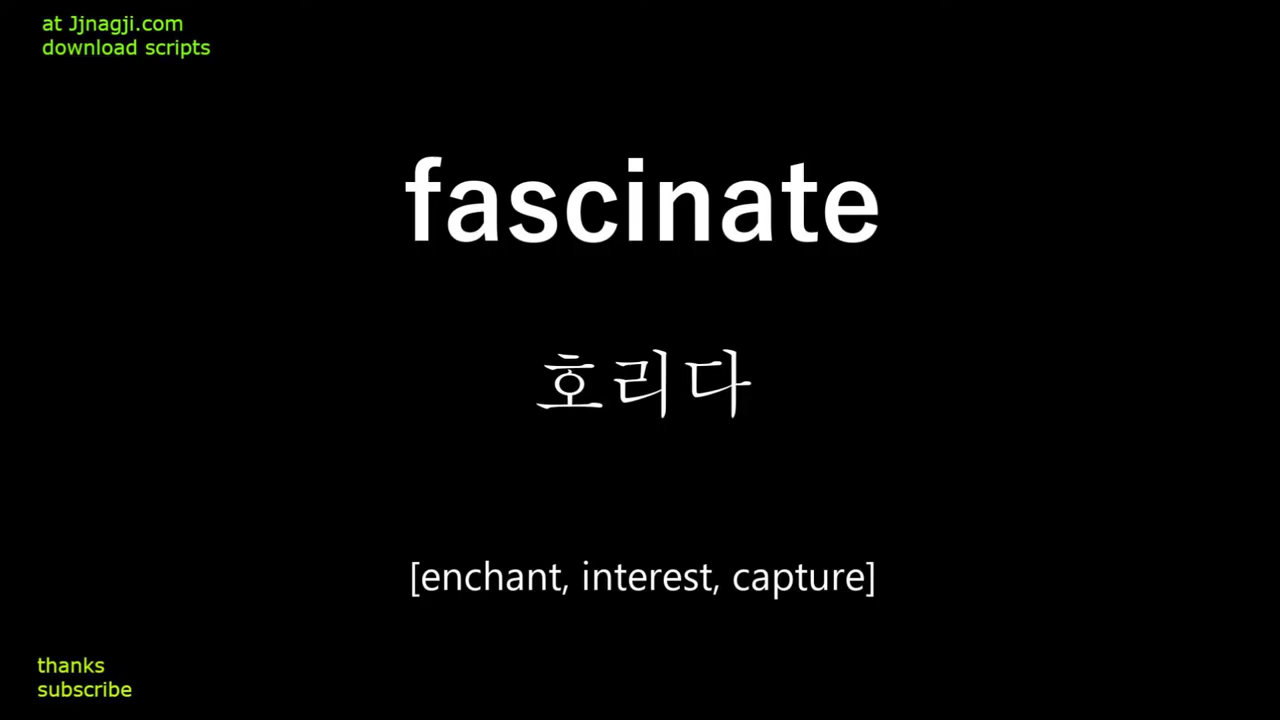 at Jjnagji.com
download scripts
fascinate
호리다
[enchant, interest, capture]
thanks
subscribe